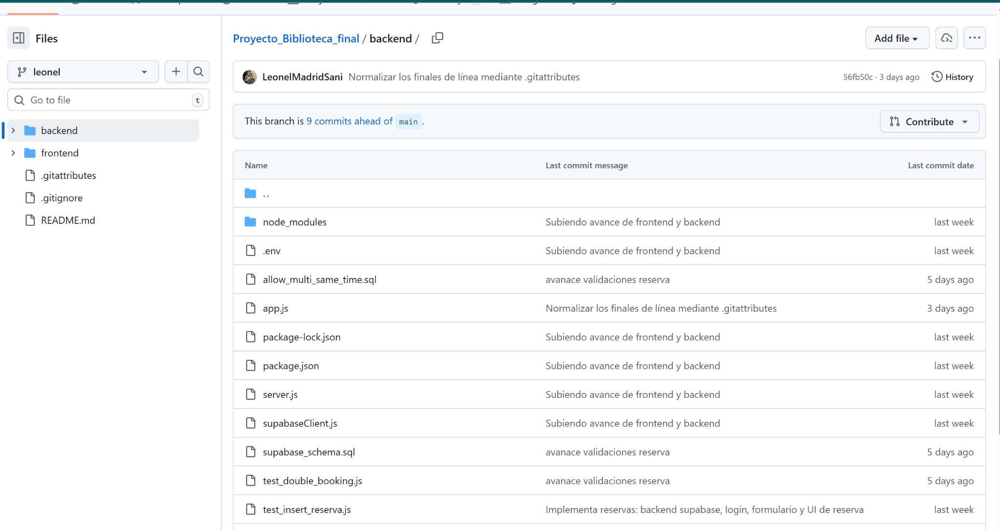 Files
leonel
Go to file
t
backend
frontend
.gitattributes
.gitignore
README.md
Proyecto_Biblioteca_final / backend /
Add file
LeonelMadridSani Normalizar los finales de línea mediante .gitattributes
56fb50c · 3 days ago
History
This branch is 9 commits ahead of main .
Contribute
Name Last commit message Last commit date
..
node_modules Subiendo avance de frontend y backend last week
.env Subiendo avance de frontend y backend last week
allow_multi_same_time.sql avanace validaciones reserva 5 days ago
app.js Normalizar los finales de línea mediante .gitattributes 3 days ago
package-lock.json Subiendo avance de frontend y backend last week
package.json Subiendo avance de frontend y backend last week
server.js Subiendo avance de frontend y backend last week
supabaseClient.js Subiendo avance de frontend y backend last week
supabase_schema.sql avanace validaciones reserva 5 days ago
test_double_booking.js avanace validaciones reserva 5 days ago
test_insert_reserva.js Implementa reservas: backend supabase, login, formulario y UI de reserva last week